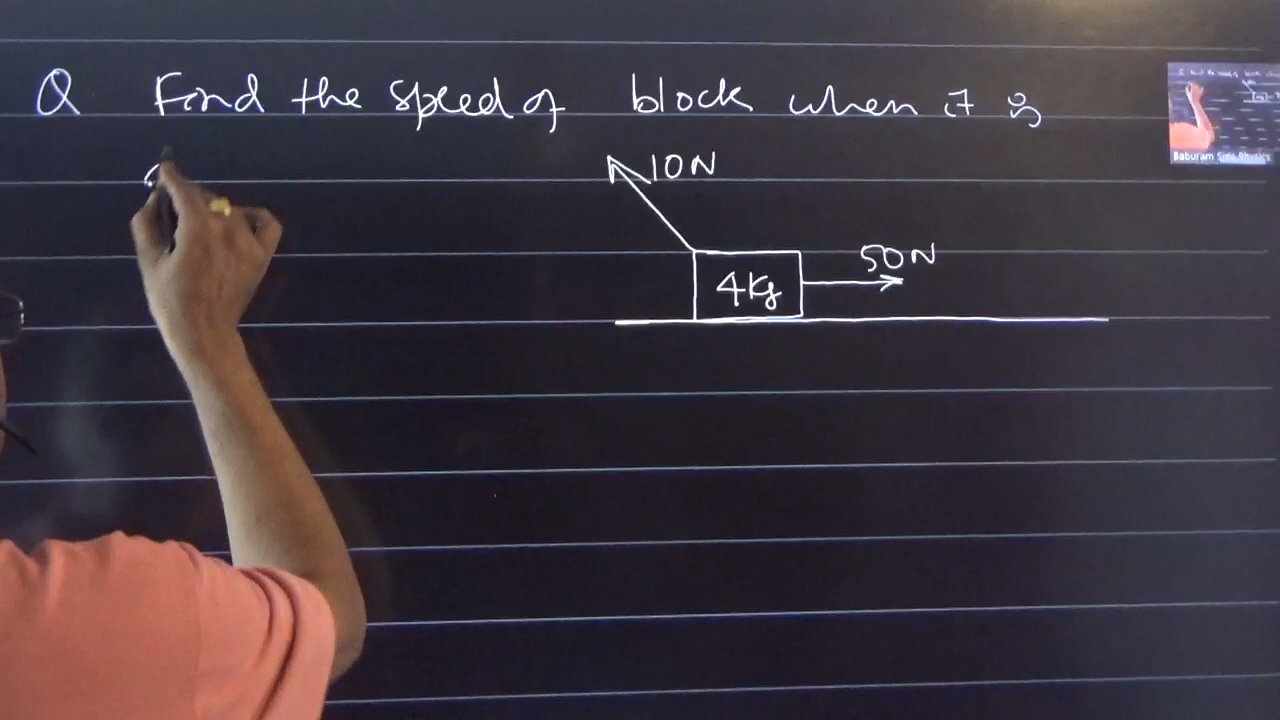 Q Find the speed of block when it is
10N
50N
4kg
Baburam Sir's Physics